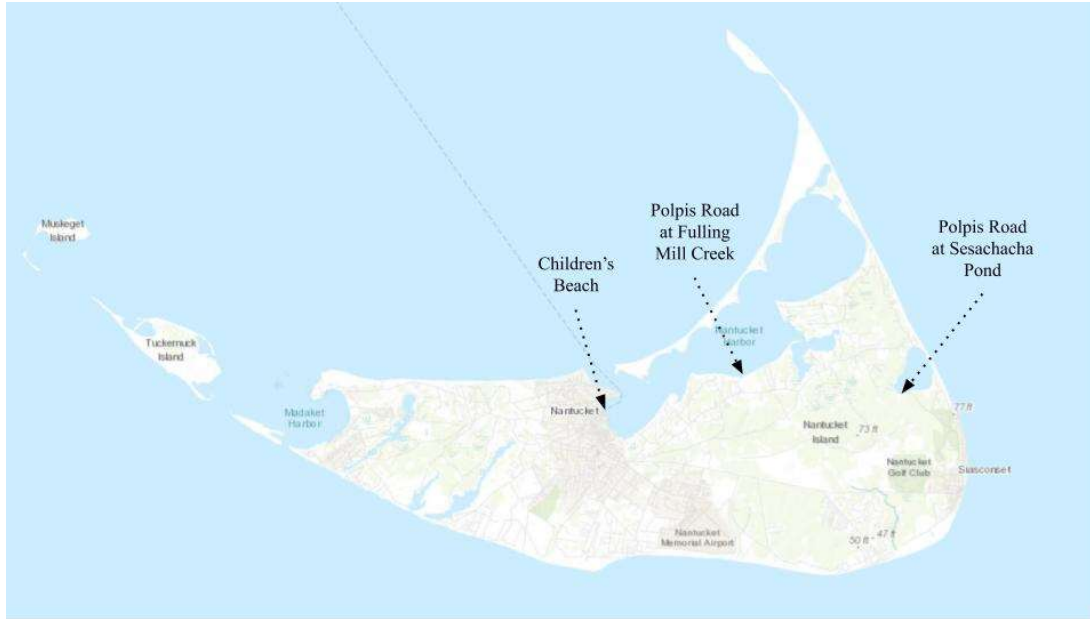 Muskeget
Island
Tuckernuck
Island
Madaket
Harbor
Children's
Beach
Nantucket
Polpis Road
at Fulling
Mill Creek
Nantucket
Harbor
Polpis Road
at Sesachacha
Pond
77 ft
Nantucket
Island
73 ft
Nantucket
Golf Club
Siasconset
Nantucket
Memorial Airport
50 ft
47 ft